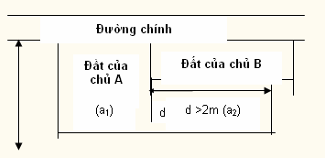 Đường chính
Đất của chủ A
Đất của chủ B
(a1)
d
d >2m (a2)